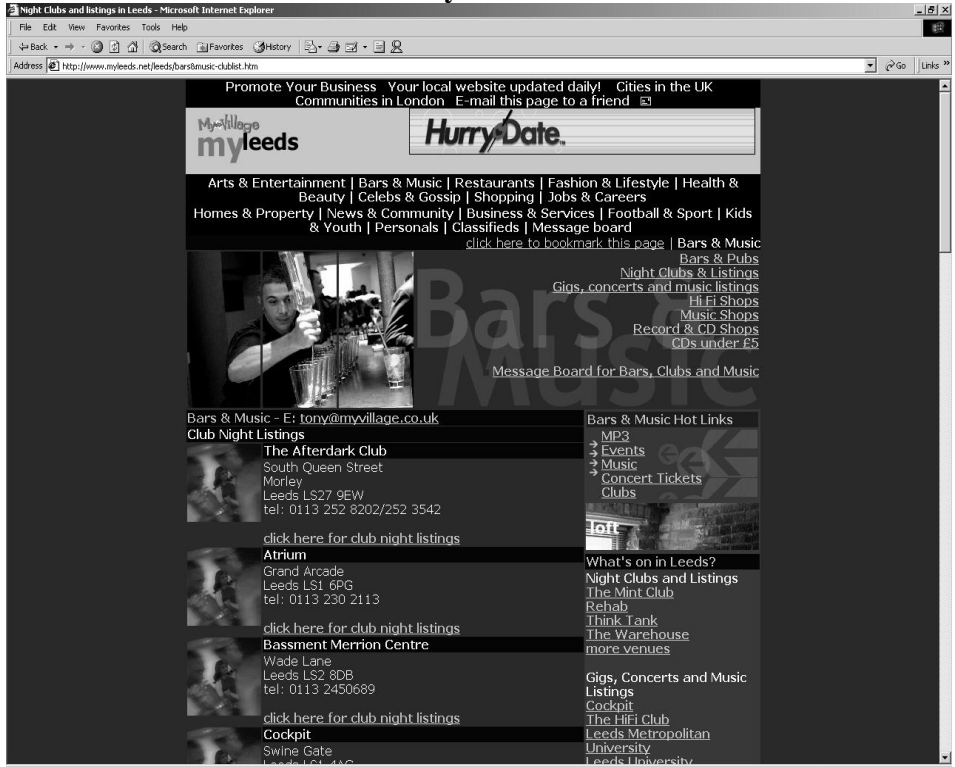 Night Clubs and listings in Leeds - Microsoft Internet Explorer
File Edit View Favorites Tools Help
Back Search Favorites History
Address http://www.myleeds.net/leeds/bars&music-clublist.htm Go Links »
Promote Your Business Your local website updated daily! Cities in the UK
Communities in London E-mail this page to a friend
MyVillage
myleeds
HurryDate.
Arts & Entertainment | Bars & Music | Restaurants | Fashion & Lifestyle | Health &
Beauty | Celebs & Gossip | Shopping | Jobs & Careers
Homes & Property | News & Community | Business & Services | Football & Sport | Kids
& Youth | Personals | Classifieds | Message board
click here to bookmark this page | Bars & Music
Bars & Music
Bars & Pubs
Night Clubs & Listings
Gigs, concerts and music listings
Hi Fi Shops
Music Shops
Record & CD Shops
CDs under £5
Message Board for Bars, Clubs and Music
Bars & Music - E: tony@myvillage.co.uk
Club Night Listings
The Afterdark Club
South Queen Street
Morley
Leeds LS27 9EW
tel: 0113 252 8202/252 3542
click here for club night listings
Atrium
Grand Arcade
Leeds LS1 6PG
tel: 0113 230 2113
click here for club night listings
Bassment Merrion Centre
Wade Lane
Leeds LS2 8DB
tel: 0113 2450689
click here for club night listings
Cockpit
Swine Gate
Leeds LS1 4AG
Bars & Music Hot Links
MP3
Events
Music
Concert Tickets
Clubs
loft
What's on in Leeds?
Night Clubs and Listings
The Mint Club
Rehab
Think Tank
The Warehouse
more venues
Gigs, Concerts and Music
Listings
Cockpit
The HiFi Club
Leeds Metropolitan
University
Leeds University